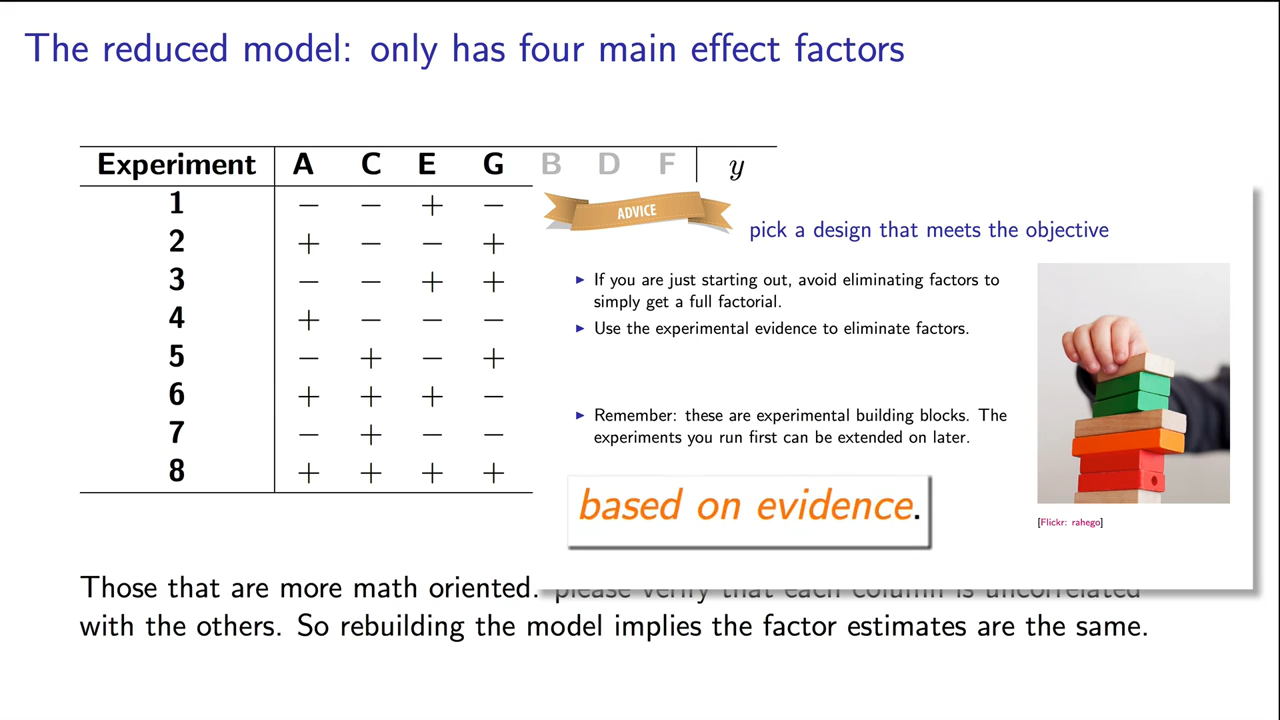 The reduced model: only has four main effect factors
Experiment A C E G B D F y
1 − − + −
2 + − − +
3 − − + +
4 + − − −
5 − + − +
6 + + + −
7 − + − −
8 + + + +
ADVICE
pick a design that meets the objective
▶ If you are just starting out, avoid eliminating factors to
simply get a full factorial.
▶ Use the experimental evidence to eliminate factors.
▶ Remember: these are experimental building blocks. The
experiments you run first can be extended on later.
based on evidence.
[Flickr: rahego]
Those that are more math oriented. please verify that each column is uncorrelated
with the others. So rebuilding the model implies the factor estimates are the same.